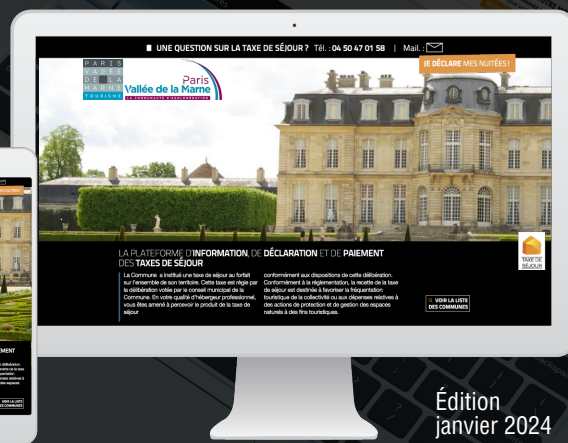 ■ UNE QUESTION SUR LA TAXE DE SÉJOUR ? Tél. : 04 50 47 01 58 | Mail. :
JE DÉCLARE MES NUITÉES !
PARIS
VALLÉE
DE LA
MARNE
TOURISME
Paris
Vallée de la Marne
LA COMMUNAUTÉ D'AGGLOMÉRATION
LA PLATEFORME D'INFORMATION, DE DÉCLARATION ET DE PAIEMENT
DES TAXES DE SÉJOUR
La Commune a institué une taxe de séjour au forfait
sur l'ensemble de son territoire. Cette taxe est régie par
la délibération votée par le conseil municipal de la
Commune. En votre qualité d'hébergeur professionnel,
vous êtes amené à percevoir le produit de la taxe de
séjour
conformément aux dispositions de cette délibération.
Conformément à la réglementation, la recette de la taxe
de séjour est destinée à favoriser la fréquentation
touristique de la collectivité ou aux dépenses relatives à
des actions de protection et de gestion des espaces
naturels à des fins touristiques.
VOIR LA LISTE
DES COMMUNES
TAXE DE
SÉJOUR
Édition
janvier 2024